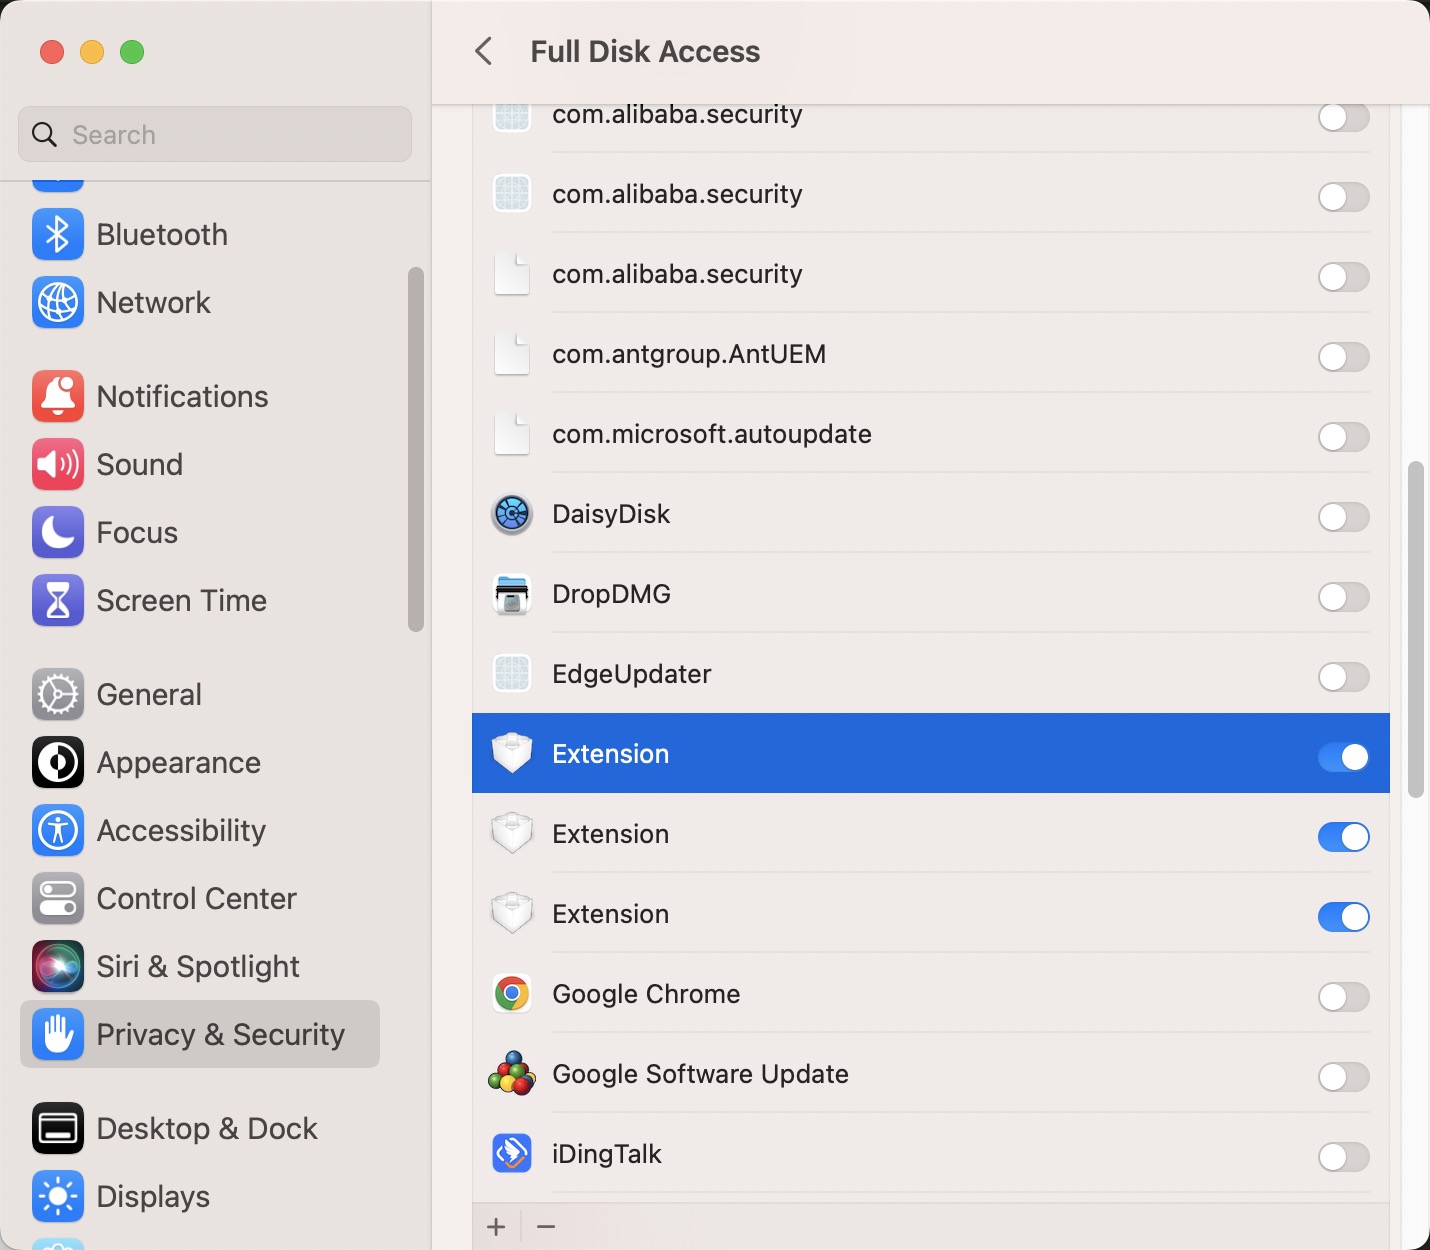 Search
Bluetooth
Network
Notifications
Sound
Focus
Screen Time
General
Appearance
Accessibility
Control Center
Siri & Spotlight
Privacy & Security
Desktop & Dock
Displays
Full Disk Access
com.alibaba.security
com.alibaba.security
com.alibaba.security
com.antgroup.AntUEM
com.microsoft.autoupdate
DaisyDisk
DropDMG
EdgeUpdater
Extension
Extension
Extension
Google Chrome
Google Software Update
iDingTalk